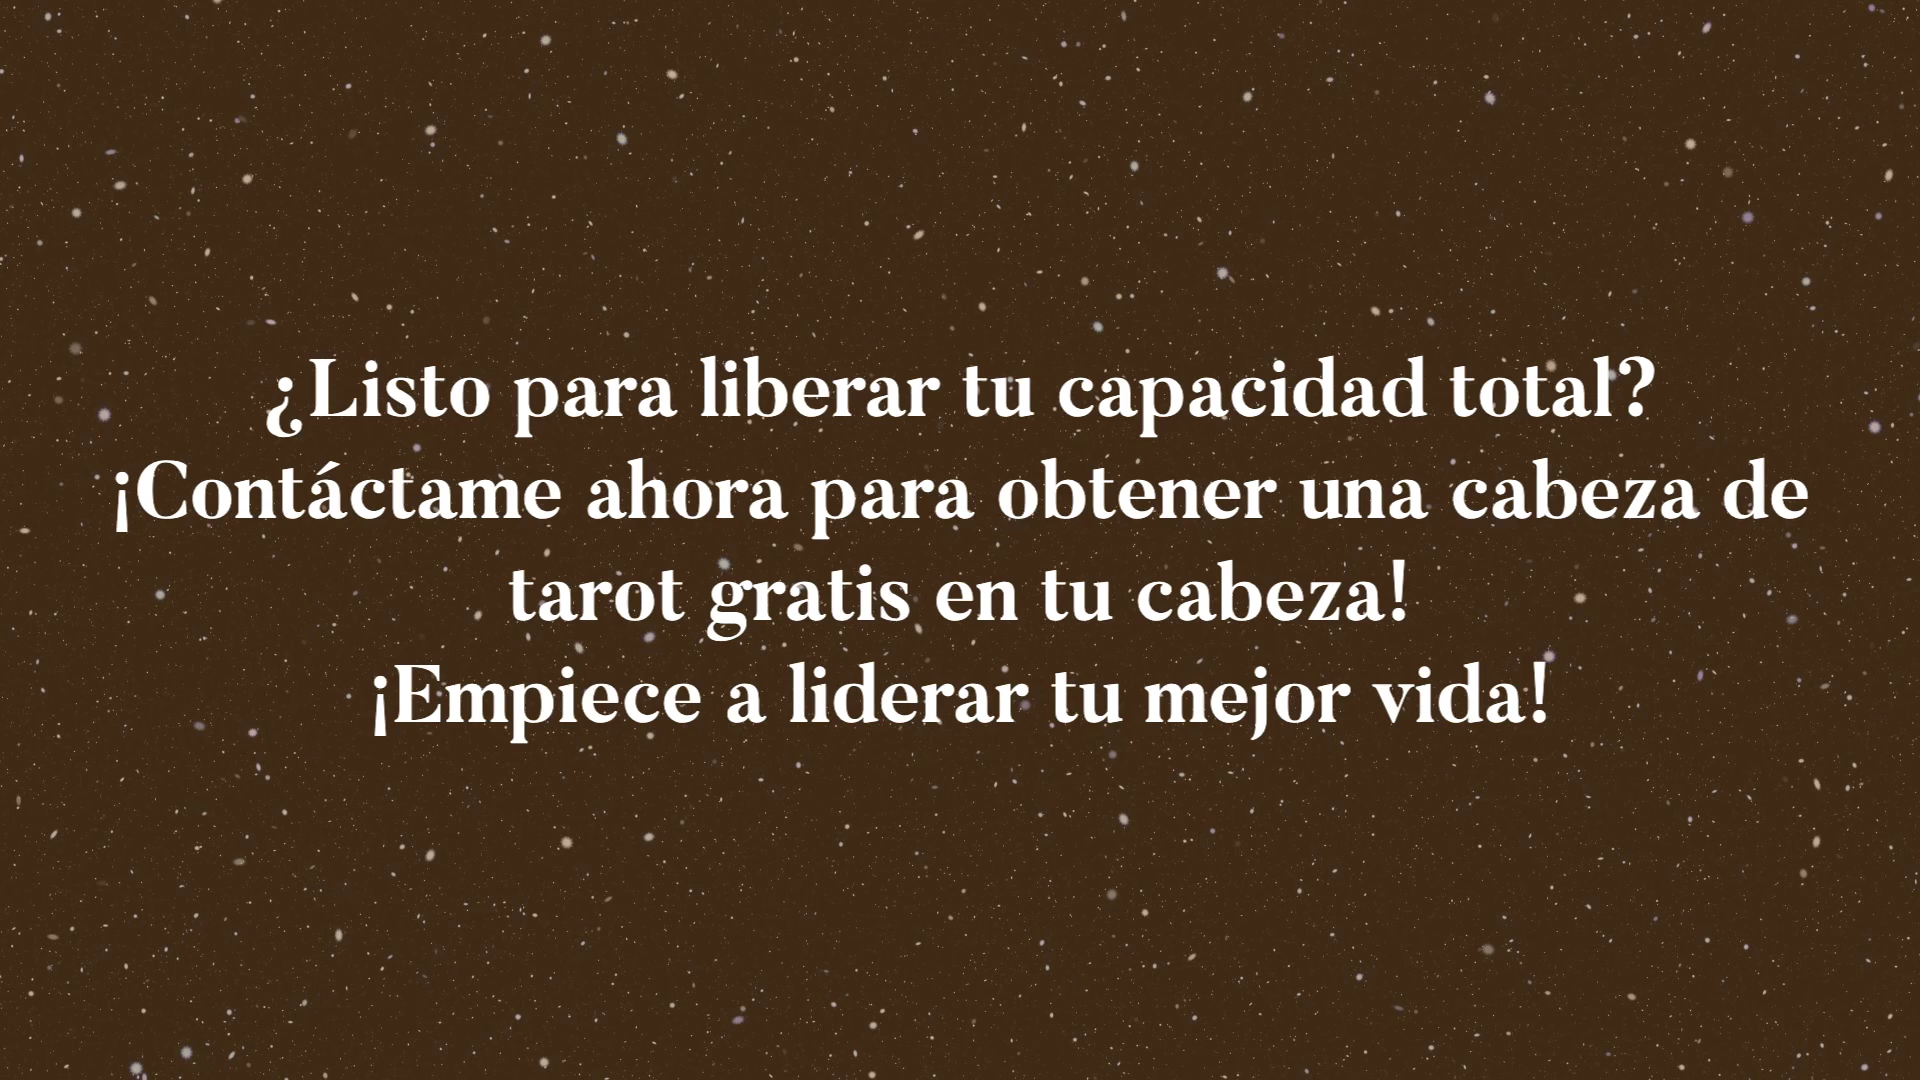 ¿Listo para liberar tu capacidad total?
¡Contáctame ahora para obtener una cabeza de
tarot gratis en tu cabeza!
¡Empiece a liderar tu mejor vida!